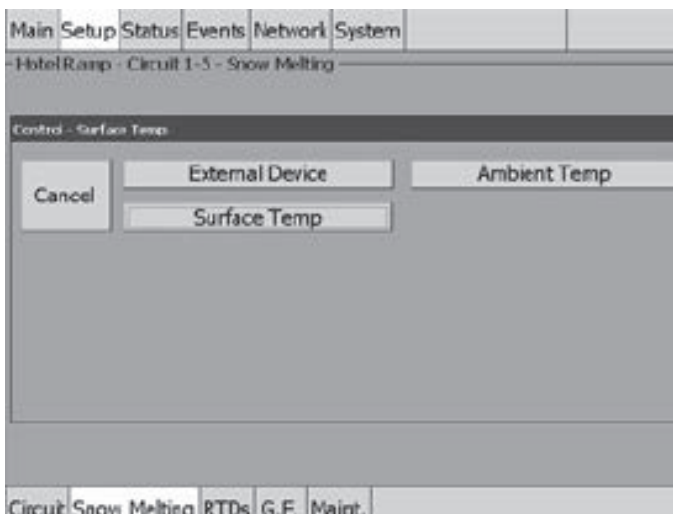 Main Setup Status Events Network System
Hotel Ramp - Circuit 1-5 - Snow Melting
Control - Surface Temp
Cancel
External Device
Ambient Temp
Surface Temp
Circuit Snow Melting RTDs G.F. Maint.